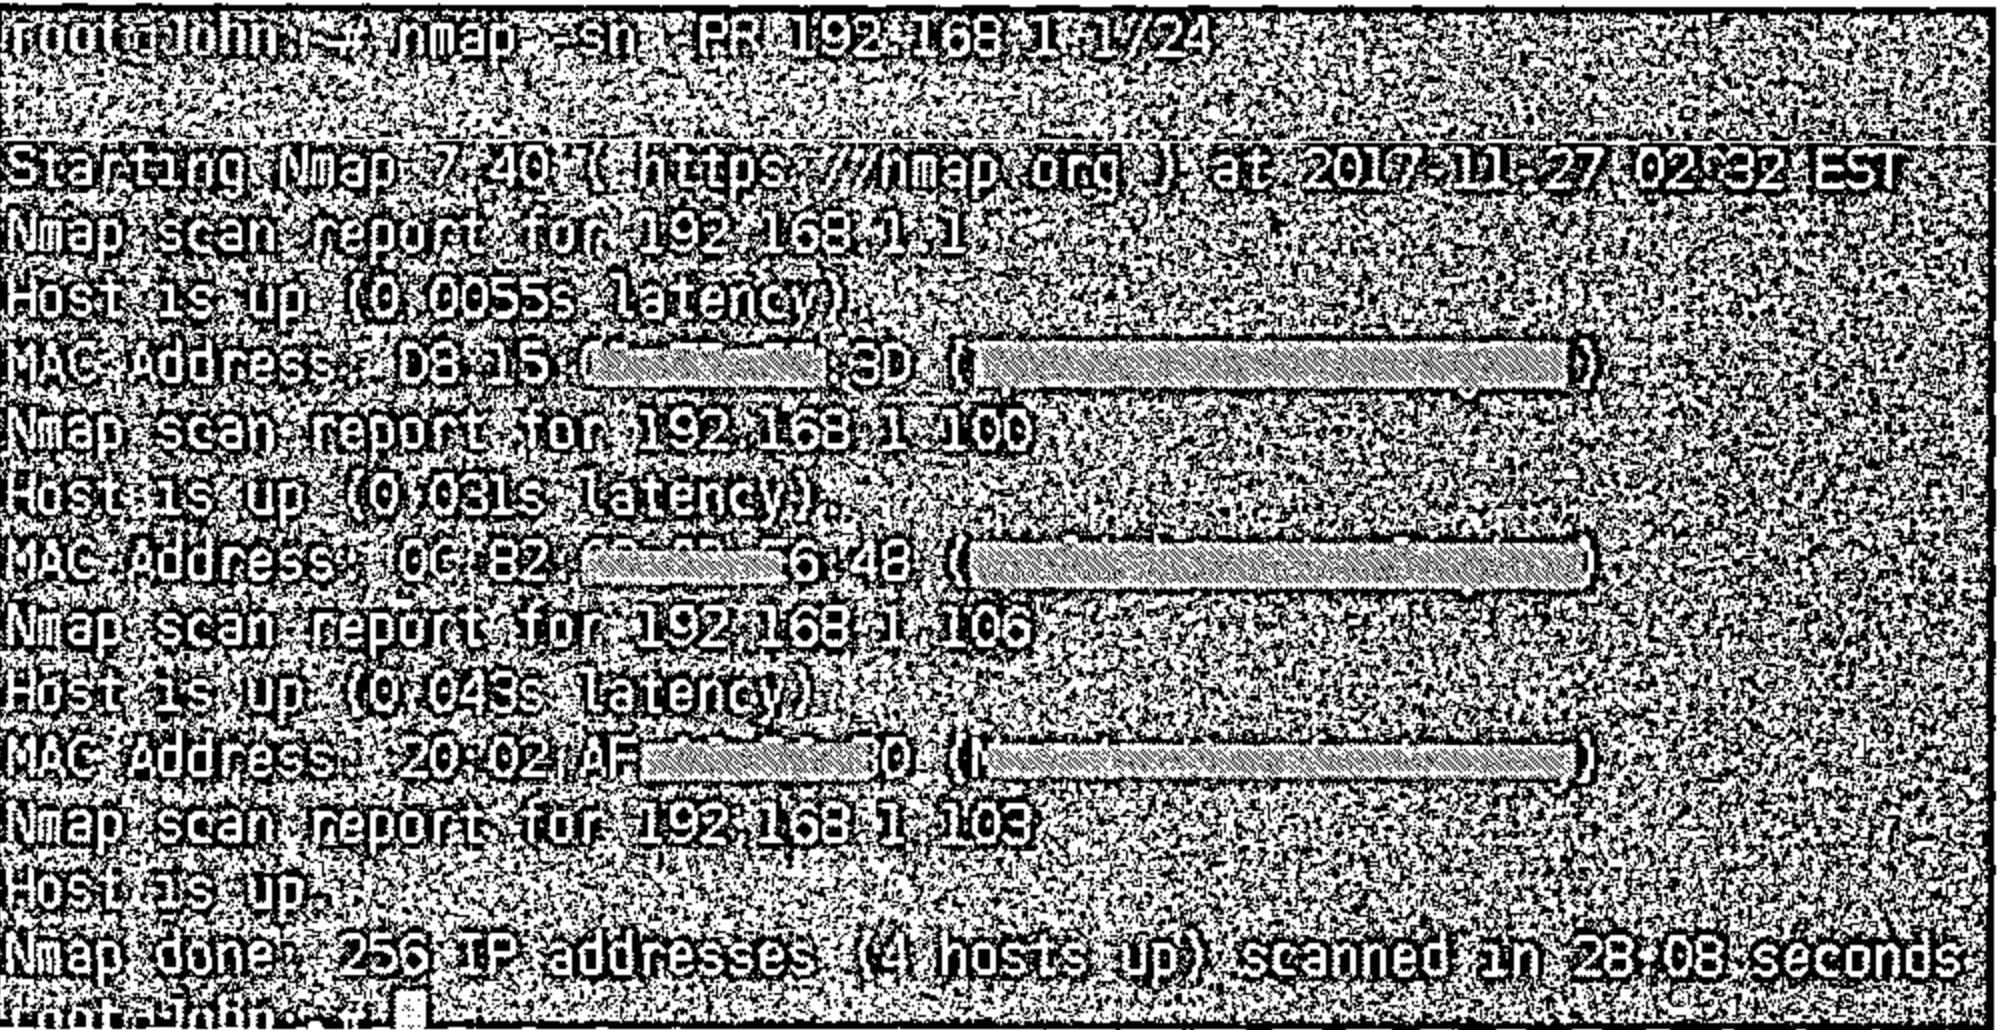 root@John:~# nmap -sn -PR 192.168.1.1/24
Starting Nmap 7.40 ( https://nmap.org ) at 2017-11-27 02:32 EST
Nmap scan report for 192.168.1.1
Host is up (0.0055s latency).
MAC Address: D8:15: :3D ( )
Nmap scan report for 192.168.1.100
Host is up (0.031s latency).
MAC Address: 0C:82: 6:48 ( )
Nmap scan report for 192.168.1.106
Host is up (0.043s latency).
MAC Address: 20:02:AF 0 ( )
Nmap scan report for 192.168.1.103
Host is up.
Nmap done: 256 IP addresses (4 hosts up) scanned in 28.08 seconds
root@John:~#